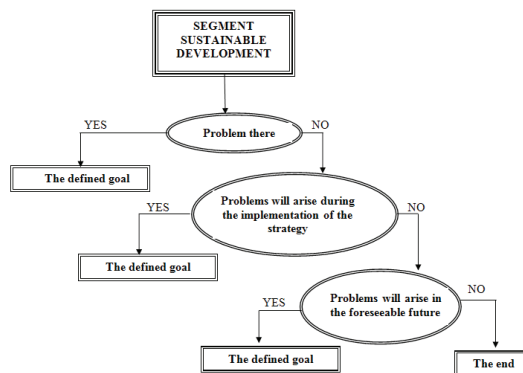 SEGMENT
SUSTAINABLE
DEVELOPMENT
YES
NO
Problem there
The defined goal
Problems will arise during
the implementation of the
strategy
YES
NO
The defined goal
Problems will arise in
the foreseeable future
YES
NO
The defined goal
The end